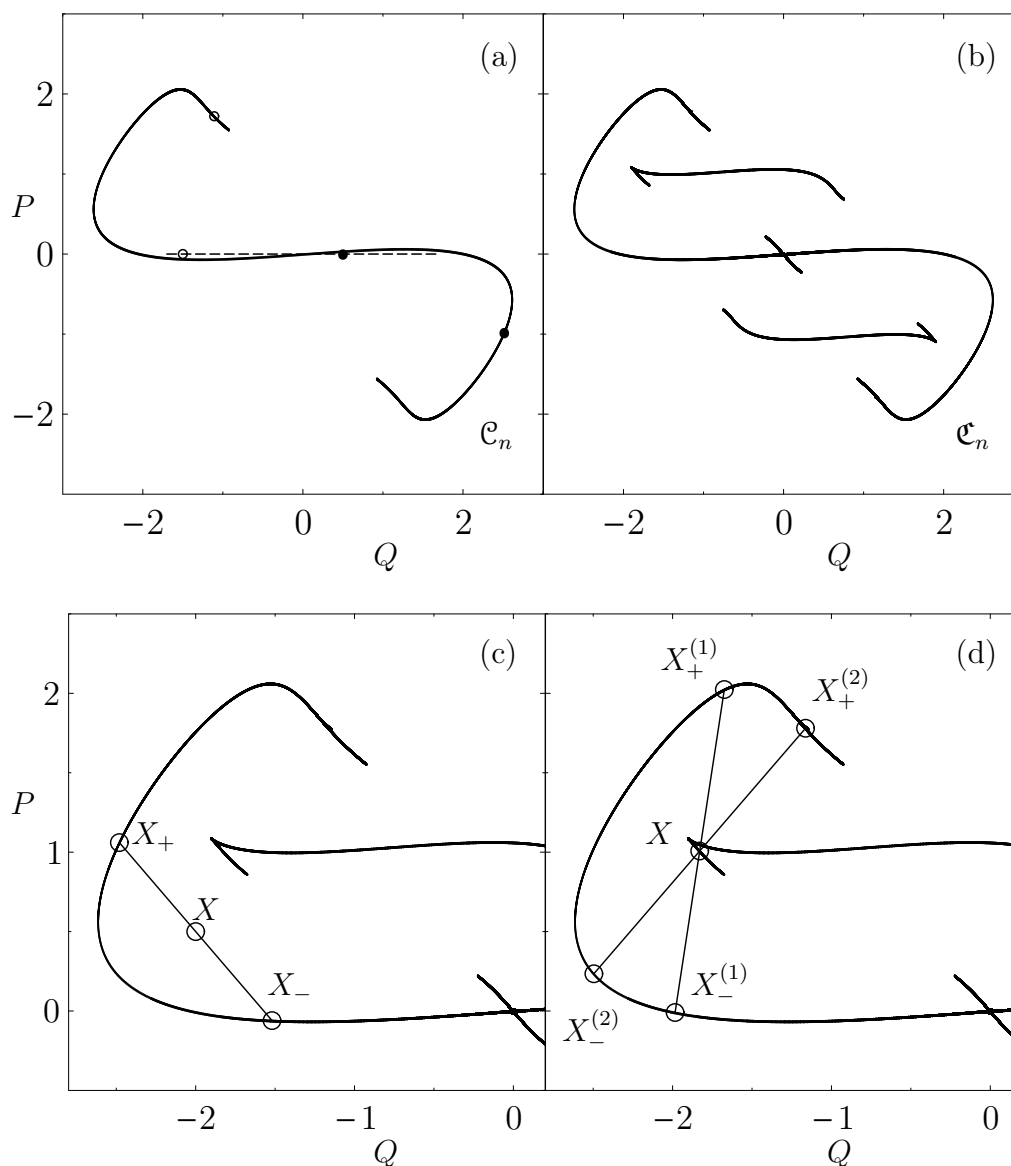 (a)
(b)
2
P
0
−2
𝒞n
𝕮n
−2 0 2
−2 0 2
Q
Q
(c)
(d)
X+(1)
X+(2)
2
P
X+
X
1
X
X−
X−(1)
X−(2)
0
−2 −1 0
−2 −1 0
Q
Q